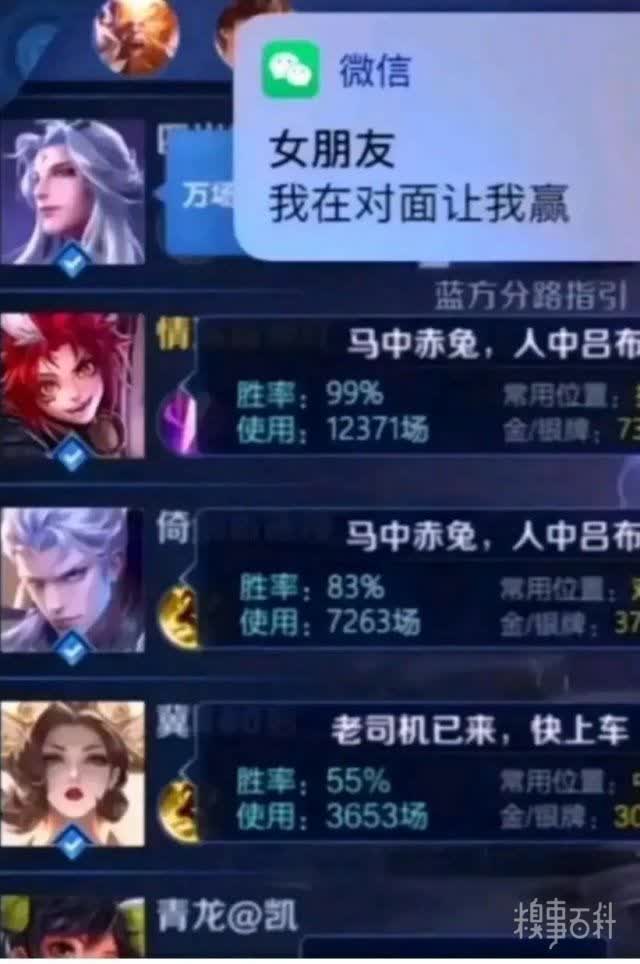 微信
女朋友
我在对面让我赢
万场
蓝方分路指引
情
马中赤兔，人中吕布
胜率：99% 常用位置：
使用：12371场 金/银牌：73
倚
马中赤兔，人中吕布
胜率：83% 常用位置：
使用：7263场 金/银牌：37
冀
老司机已来，快上车
胜率：55% 常用位置：
使用：3653场 金/银牌：30
青龙@凯
糗事百科